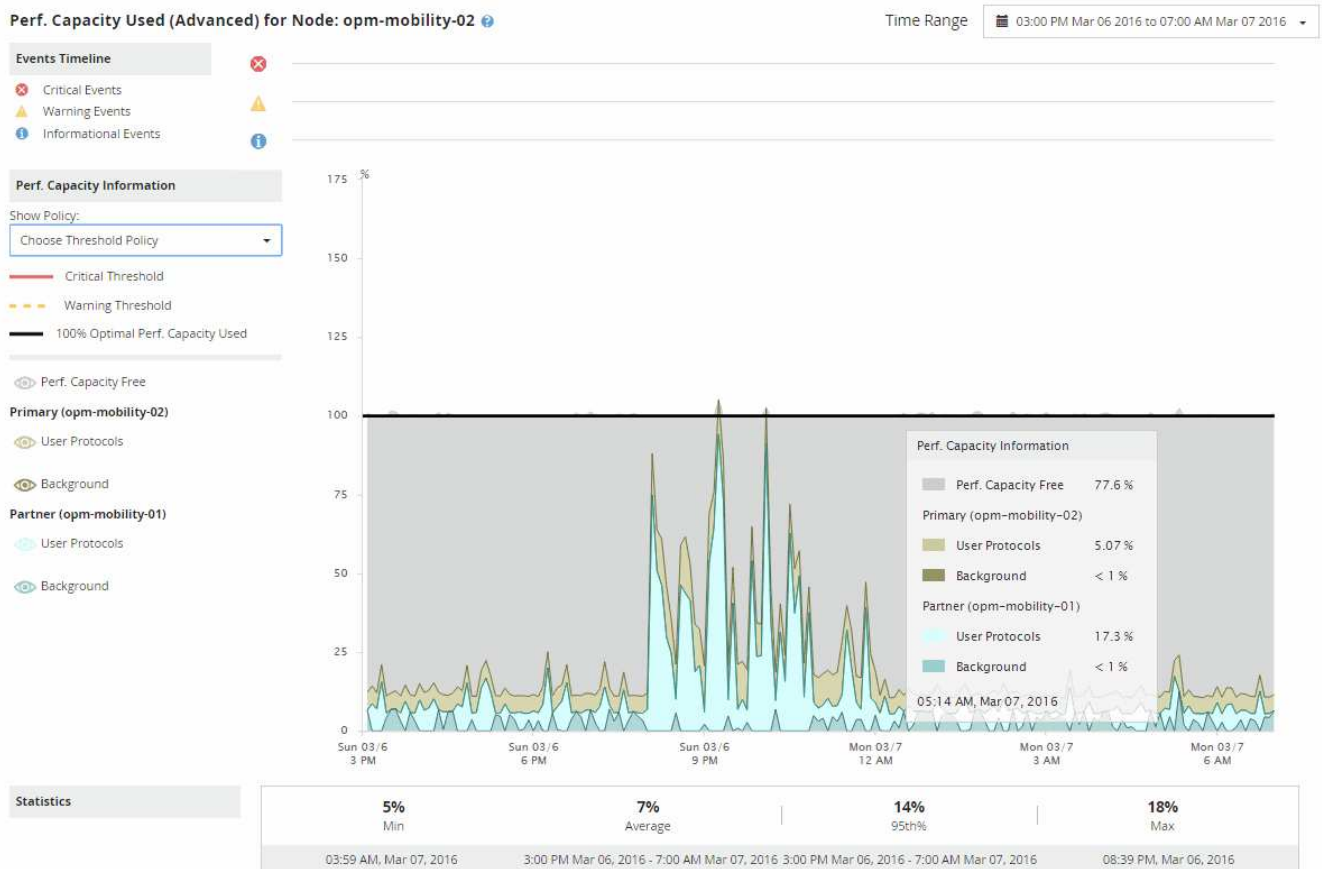 Perf. Capacity Used (Advanced) for Node: opm-mobility-02 ?
Time Range 03:00 PM Mar 06 2016 to 07:00 AM Mar 07 2016
Events Timeline
Critical Events
Warning Events
Informational Events
Perf. Capacity Information
Show Policy:
Choose Threshold Policy
Critical Threshold
Warning Threshold
100% Optimal Perf. Capacity Used
Perf. Capacity Free
Primary (opm-mobility-02)
User Protocols
Background
Partner (opm-mobility-01)
User Protocols
Background
175 %
150
125
100
75
50
25
0
Perf. Capacity Information
Perf. Capacity Free 77.6 %
Primary (opm-mobility-02)
User Protocols 5.07 %
Background < 1 %
Partner (opm-mobility-01)
User Protocols 17.3 %
Background < 1 %
05:14 AM, Mar 07, 2016
Sun 03/6 Sun 03/6 Sun 03/6 Mon 03/7 Mon 03/7 Mon 03/7
3 PM 6 PM 9 PM 12 AM 3 AM 6 AM
Statistics
5% 7% 14% 18%
Min Average 95th% Max
03:59 AM, Mar 07, 2016 3:00 PM Mar 06, 2016 - 7:00 AM Mar 07, 2016 3:00 PM Mar 06, 2016 - 7:00 AM Mar 07, 2016 08:39 PM, Mar 06, 2016